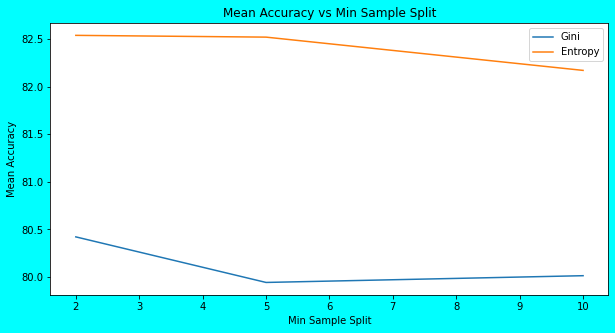 Mean Accuracy vs Min Sample Split
Gini
Entropy
82.5
82.0
81.5
81.0
80.5
80.0
Mean Accuracy
2 3 4 5 6 7 8 9 10
Min Sample Split